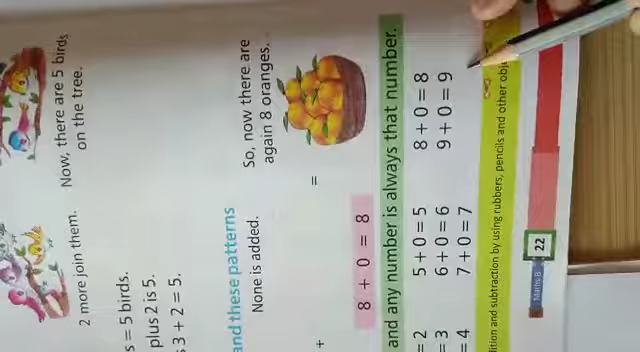 2 more join them.
Now, there are 5 birds
on the tree.
s = 5 birds.
plus 2 is 5.
3 + 2 = 5.
and these patterns
None is added.
So, now there are
again 8 oranges.
+
=
8 + 0 = 8
and any number is always that number.
= 2 5 + 0 = 5 8 + 0 = 8
= 3 6 + 0 = 6 9 + 0 = 9
= 4 7 + 0 = 7
and subtraction by using rubbers, pencils and other
Maths-B 22